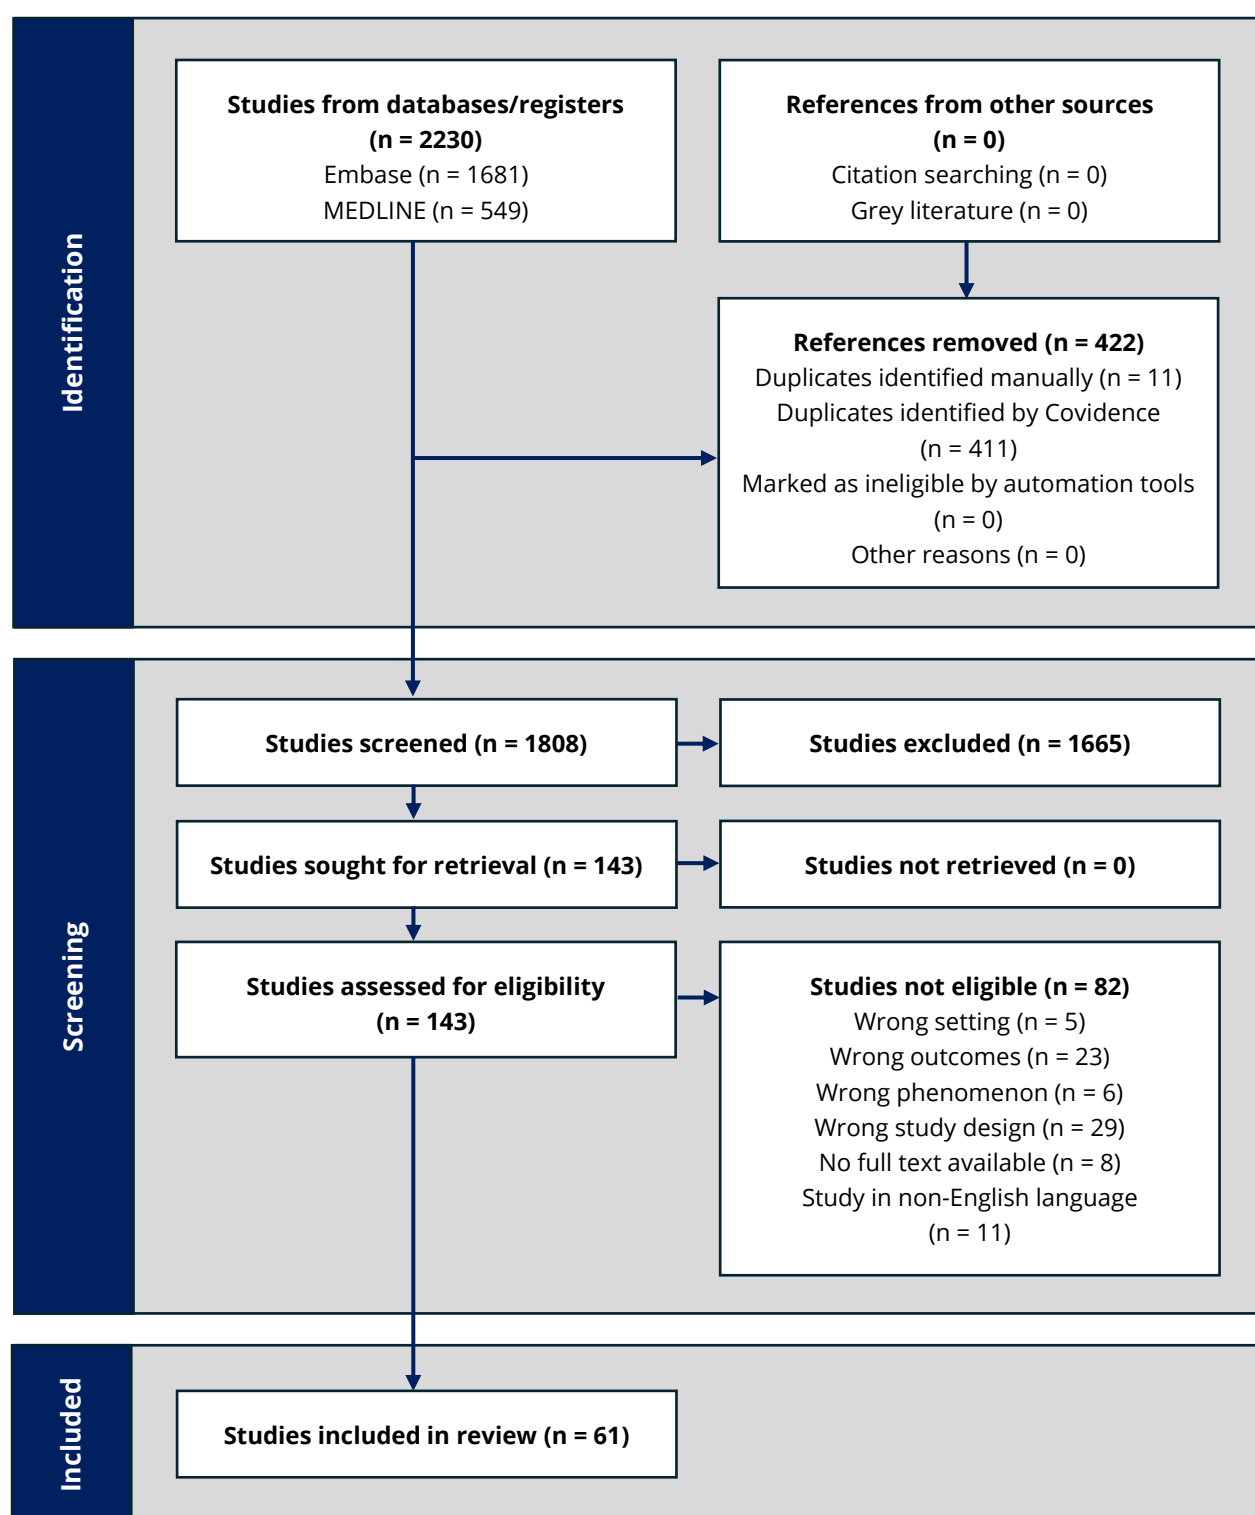 Identification
Studies from databases/registers
(n = 2230)
Embase (n = 1681)
MEDLINE (n = 549)
References from other sources
(n = 0)
Citation searching (n = 0)
Grey literature (n = 0)
References removed (n = 422)
Duplicates identified manually (n = 11)
Duplicates identified by Covidence
(n = 411)
Marked as ineligible by automation tools
(n = 0)
Other reasons (n = 0)
Screening
Studies screened (n = 1808)
Studies excluded (n = 1665)
Studies sought for retrieval (n = 143)
Studies not retrieved (n = 0)
Studies assessed for eligibility
(n = 143)
Studies not eligible (n = 82)
Wrong setting (n = 5)
Wrong outcomes (n = 23)
Wrong phenomenon (n = 6)
Wrong study design (n = 29)
No full text available (n = 8)
Study in non-English language
(n = 11)
Included
Studies included in review (n = 61)